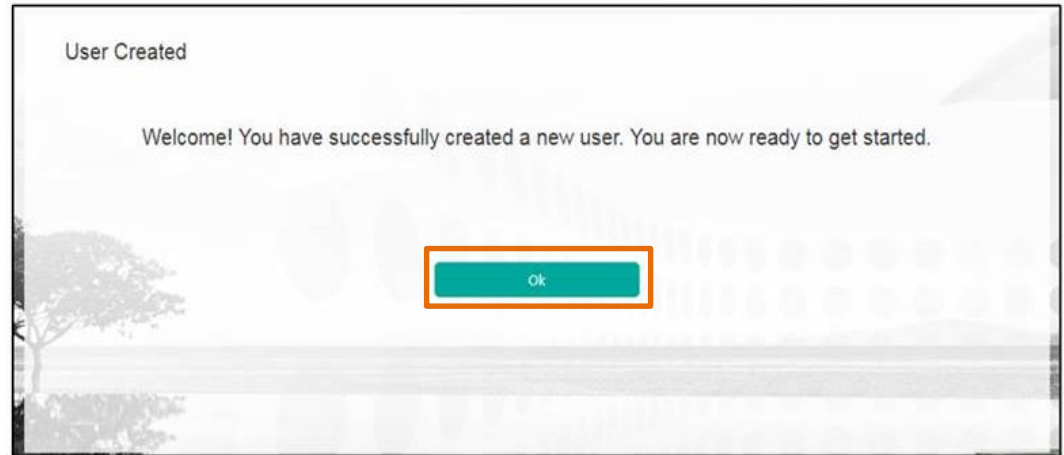 User Created
Welcome! You have successfully created a new user. You are now ready to get started.
Ok